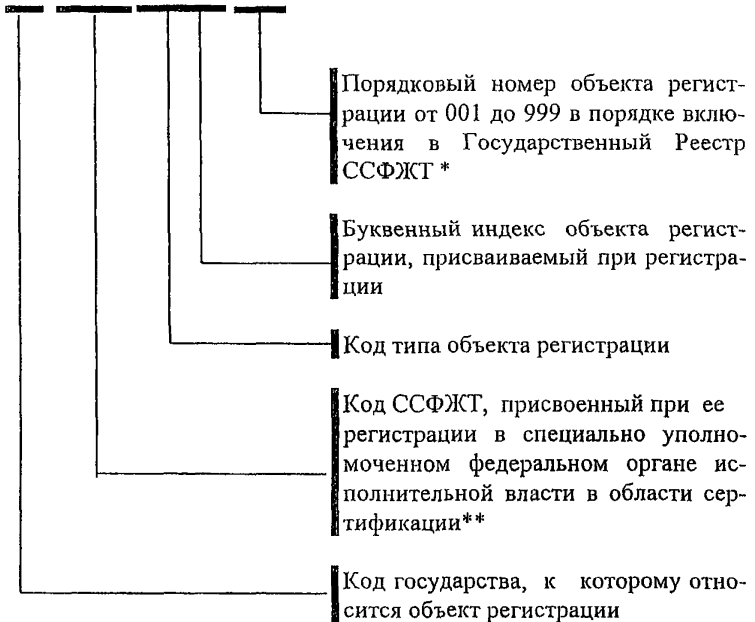 Порядковый номер объекта регист-
рации от 001 до 999 в порядке вклю-
чения в Государственный Реестр
ССФЖТ *
Буквенный индекс объекта регист-
рации, присваиваемый при регистра-
ции
Код типа объекта регистрации
Код ССФЖТ, присвоенный при ее
регистрации в специально уполно-
моченном федеральном органе ис-
полнительной власти в области сер-
тификации**
Код государства, к которому отно-
сится объект регистрации